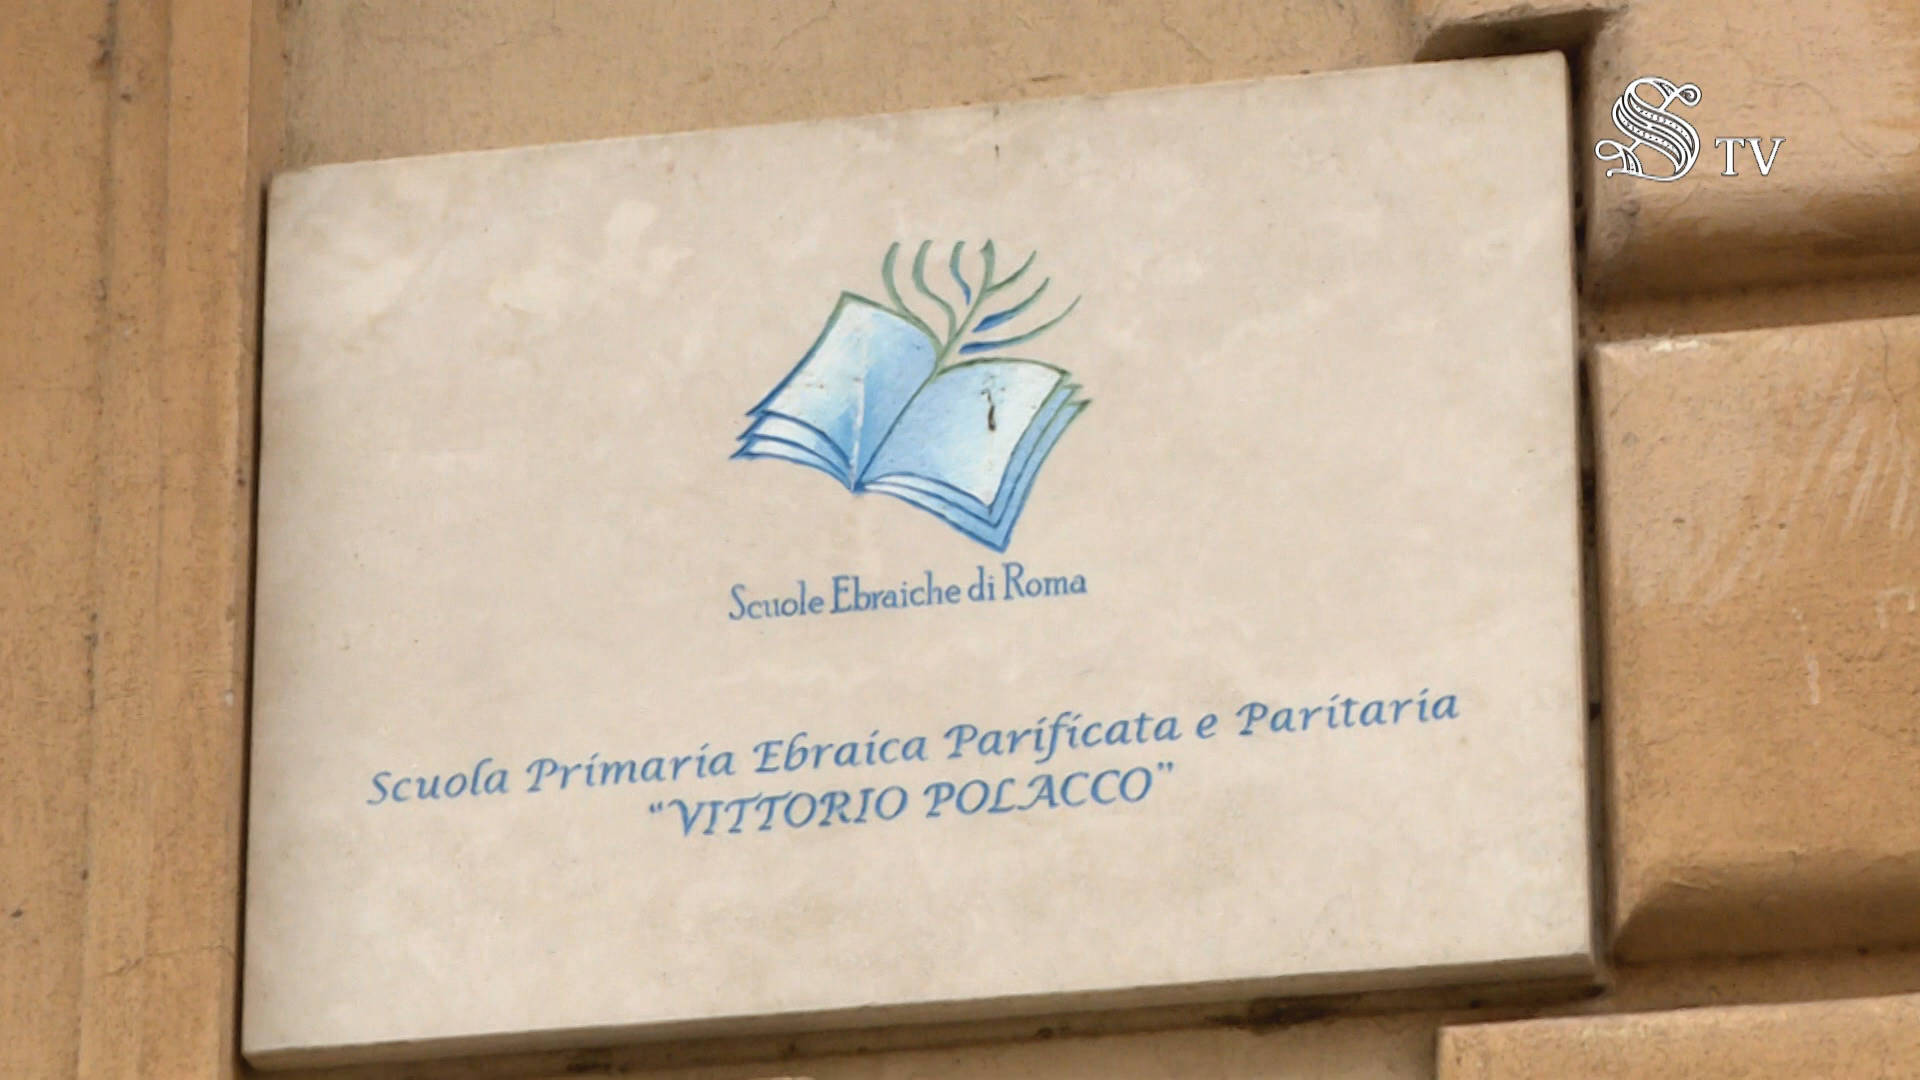 S TV
Scuole Ebraiche di Roma
Scuola Primaria Ebraica Parificata e Paritaria
"VITTORIO POLACCO"